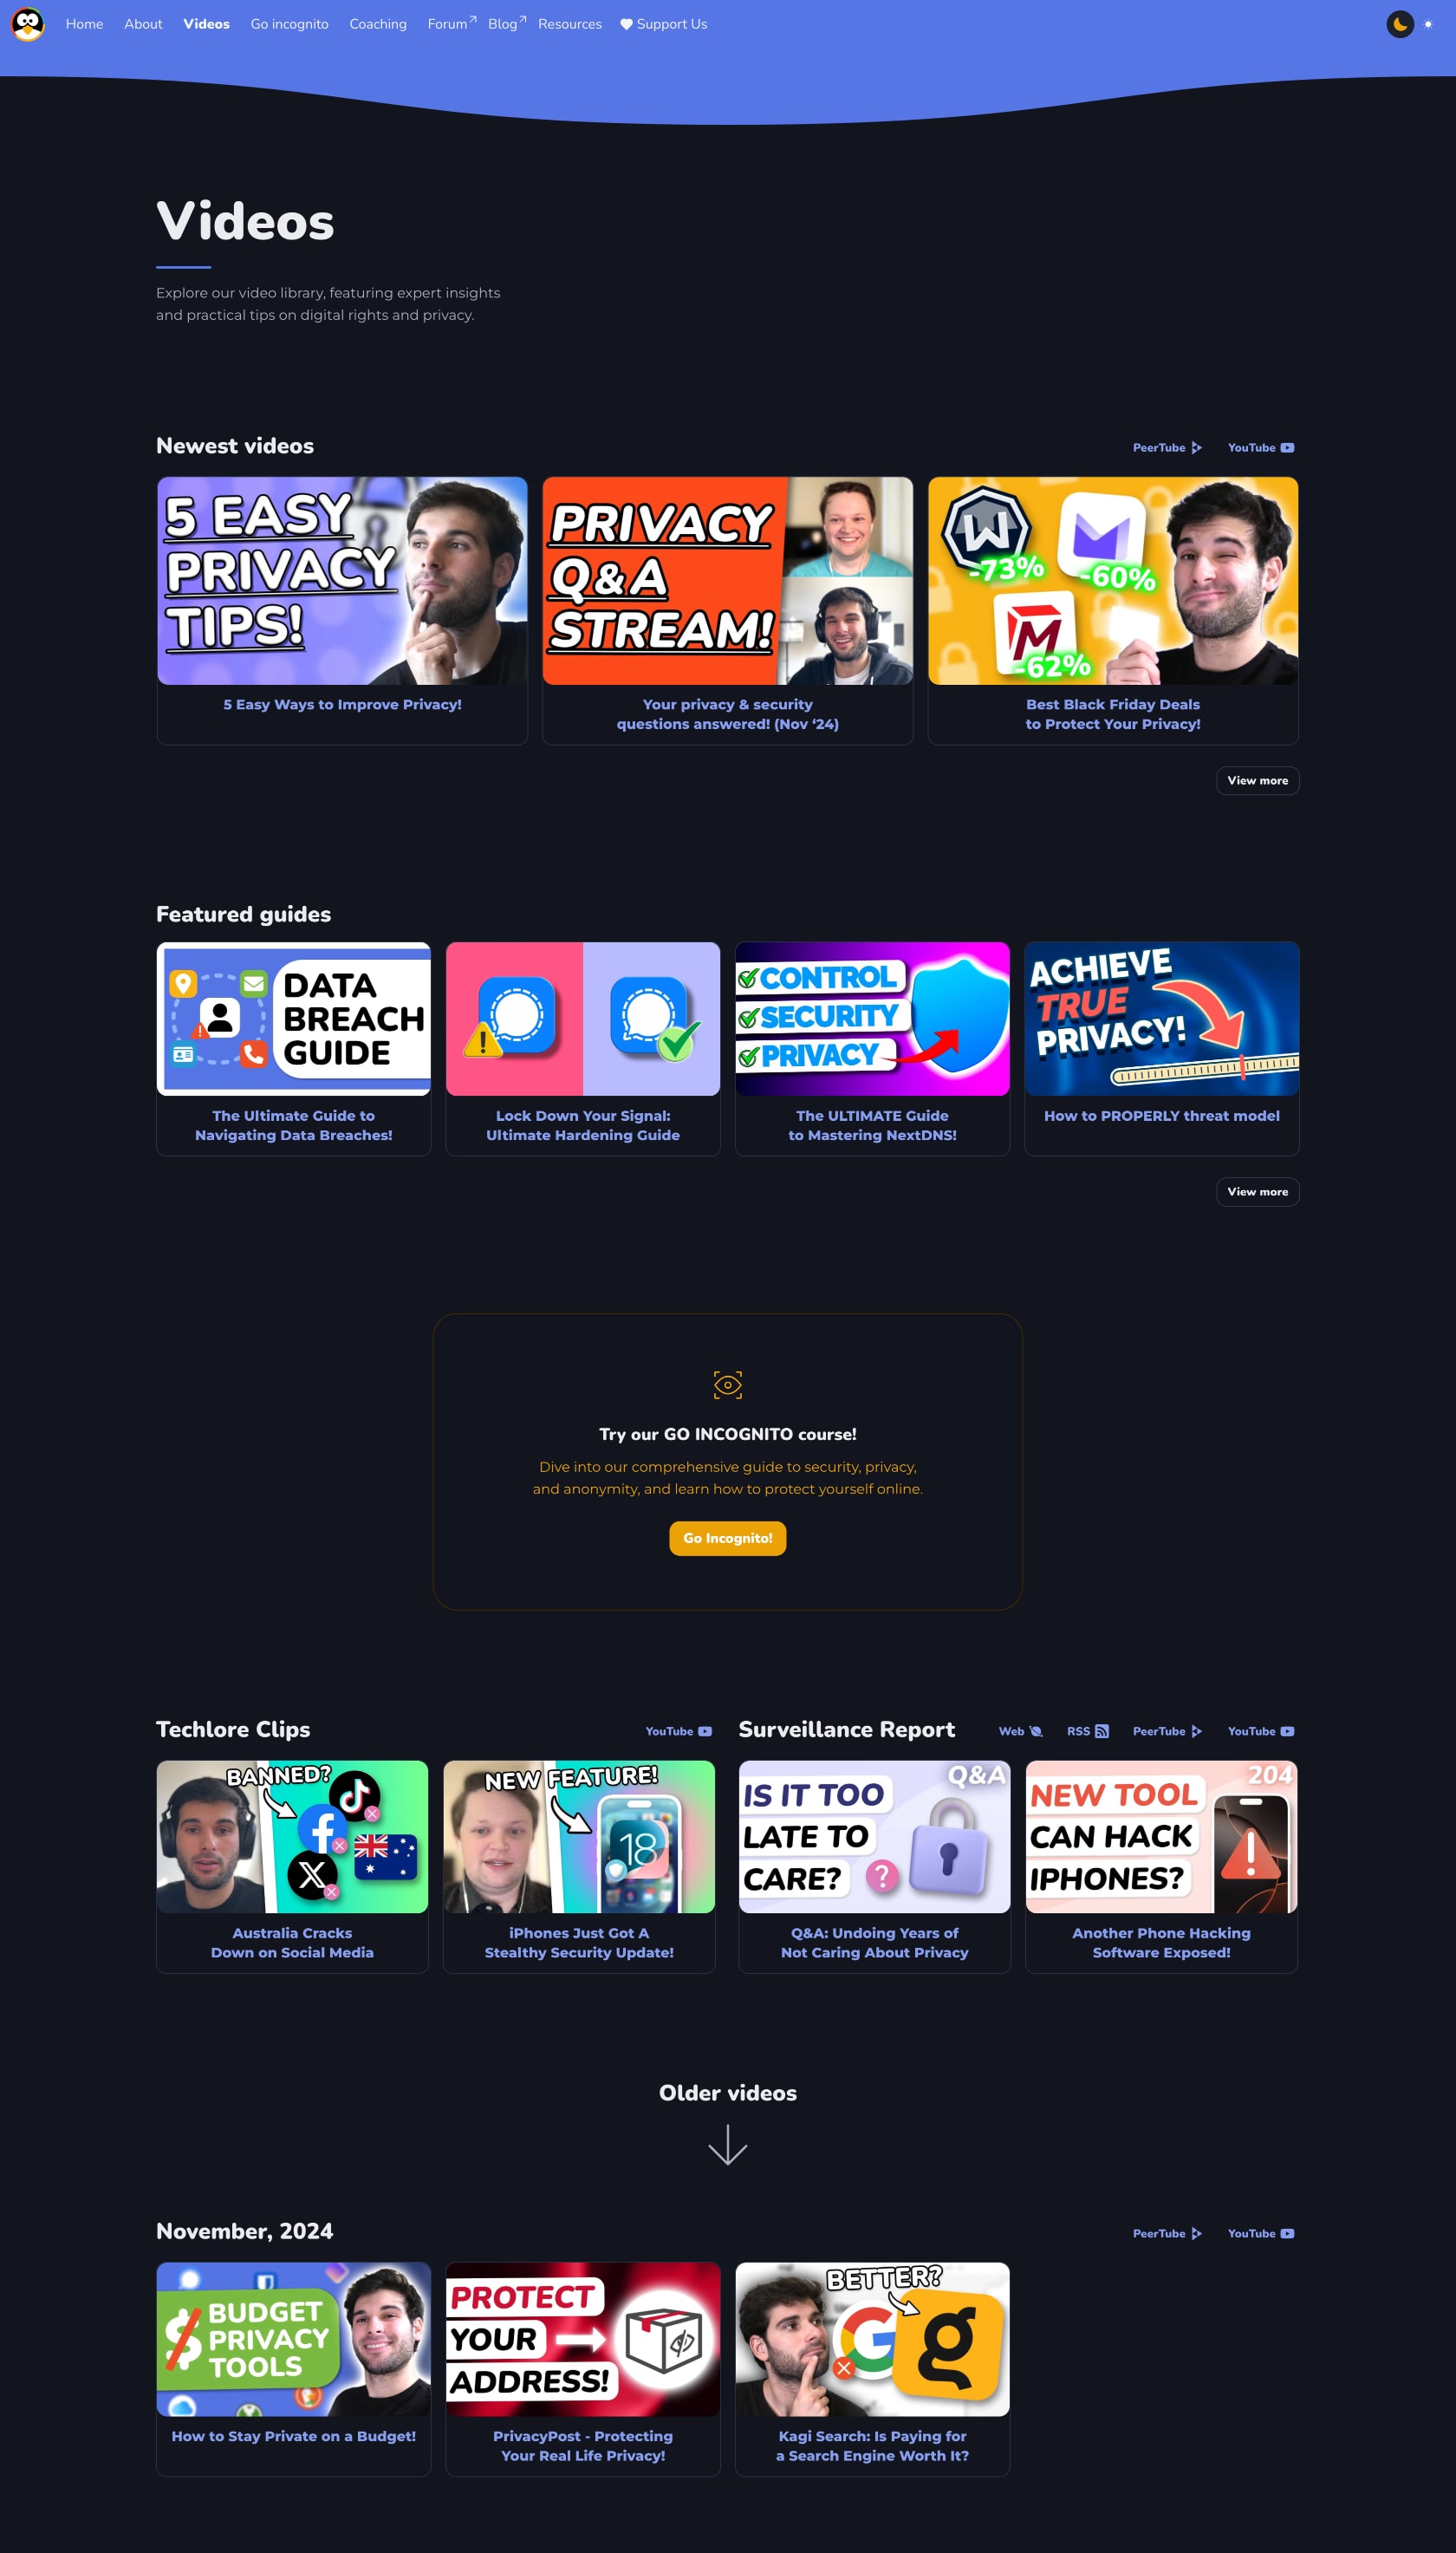 Home About Videos Go incognito Coaching Forum Blog Resources Support Us
Videos
Explore our video library, featuring expert insights
and practical tips on digital rights and privacy.
Newest videos
PeerTube YouTube
5 EASY
PRIVACY
TIPS!
5 Easy Ways to Improve Privacy!
PRIVACY
Q&A
STREAM!
Your privacy & security
questions answered! (Nov ‘24)
W
-73%
-60%
M
-62%
Best Black Friday Deals
to Protect Your Privacy!
View more
Featured guides
DATA
BREACH
GUIDE
The Ultimate Guide to
Navigating Data Breaches!
Lock Down Your Signal:
Ultimate Hardening Guide
CONTROL
SECURITY
PRIVACY
The ULTIMATE Guide
to Mastering NextDNS!
ACHIEVE
TRUE
PRIVACY!
How to PROPERLY threat model
View more
Try our GO INCOGNITO course!
Dive into our comprehensive guide to security, privacy,
and anonymity, and learn how to protect yourself online.
Go Incognito!
Techlore Clips
YouTube
BANNED?
Australia Cracks
Down on Social Media
NEW FEATURE!
18
iPhones Just Got A
Stealthy Security Update!
Surveillance Report
Web RSS PeerTube YouTube
Q&A
IS IT TOO
LATE TO
CARE?
?
Q&A: Undoing Years of
Not Caring About Privacy
204
NEW TOOL
CAN HACK
IPHONES?
Another Phone Hacking
Software Exposed!
Older videos
November, 2024
PeerTube YouTube
$
BUDGET
PRIVACY
TOOLS
How to Stay Private on a Budget!
PROTECT
YOUR
ADDRESS!
PrivacyPost - Protecting
Your Real Life Privacy!
BETTER?
G
g
Kagi Search: Is Paying for
a Search Engine Worth It?